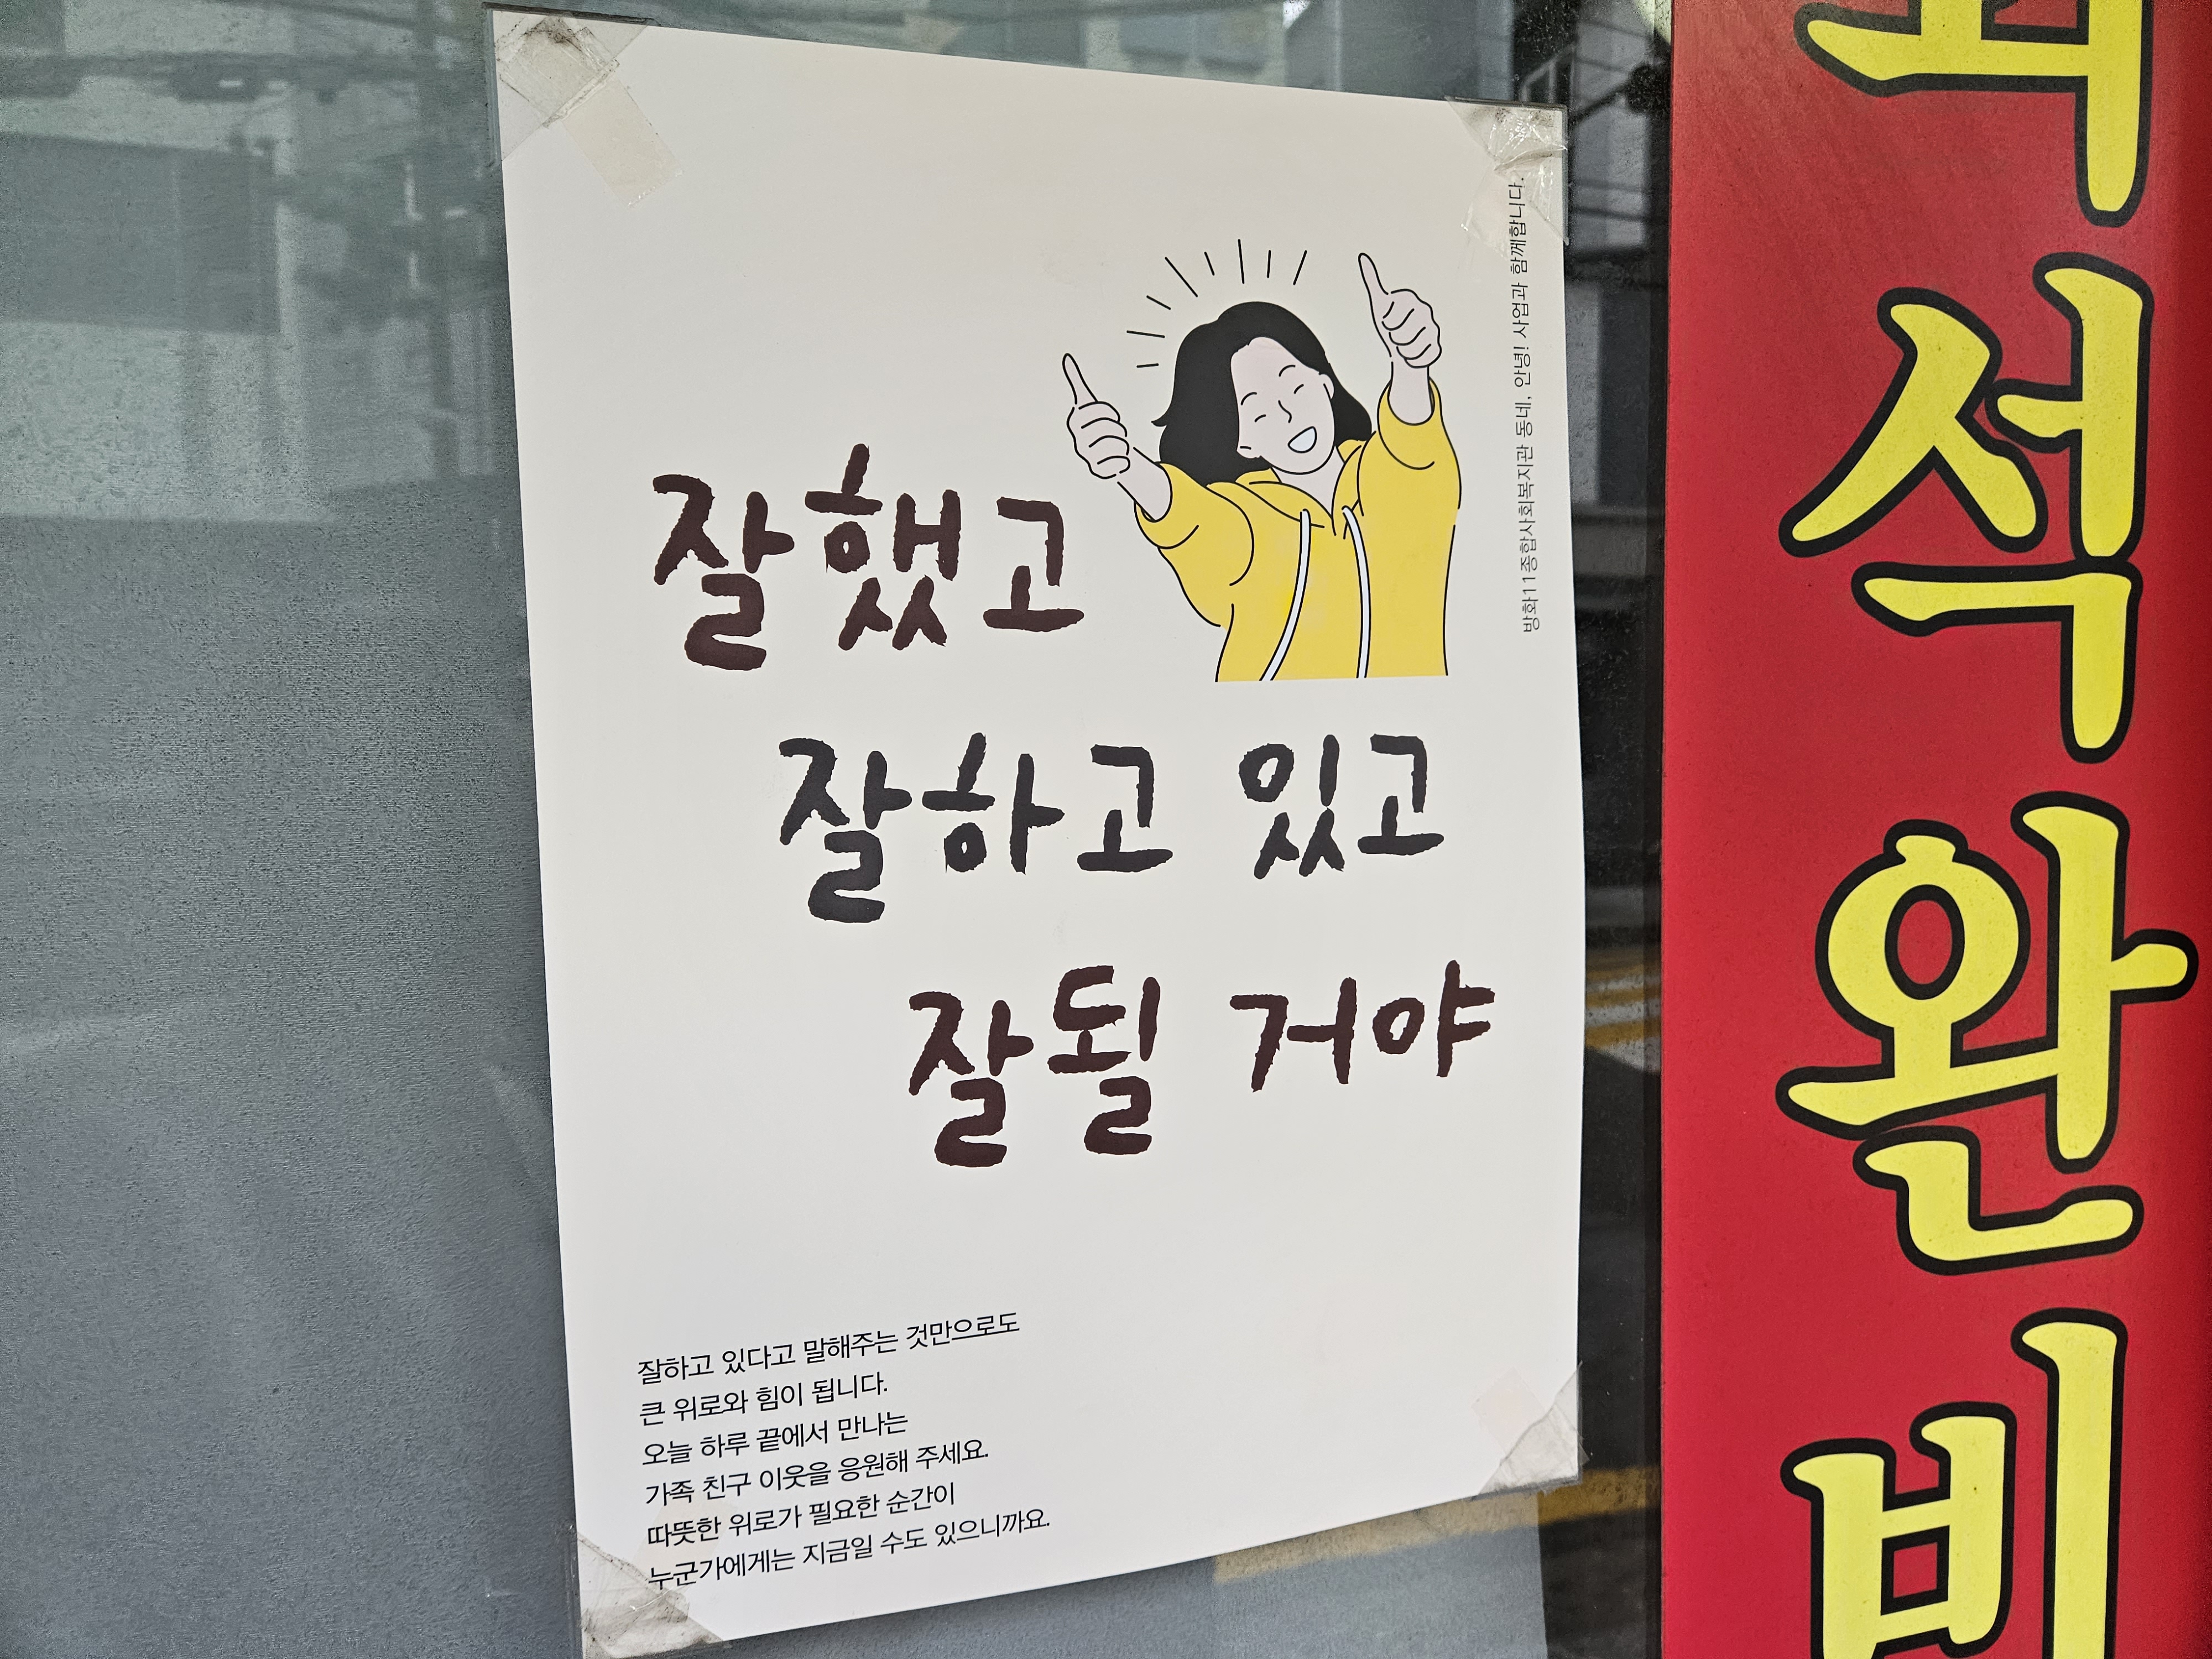 잘했고
잘하고 있고
잘될 거야
잘하고 있다고 말해주는 것만으로도
큰 위로와 힘이 됩니다.
오늘 하루 끝에서 만나는
가족 친구 이웃을 응원해 주세요.
따뜻한 위로가 필요한 순간이
누군가에게는 지금일 수도 있으니까요.
방화11종합사회복지관 동네, 안녕! 사업과 함께합니다.
석
완
비